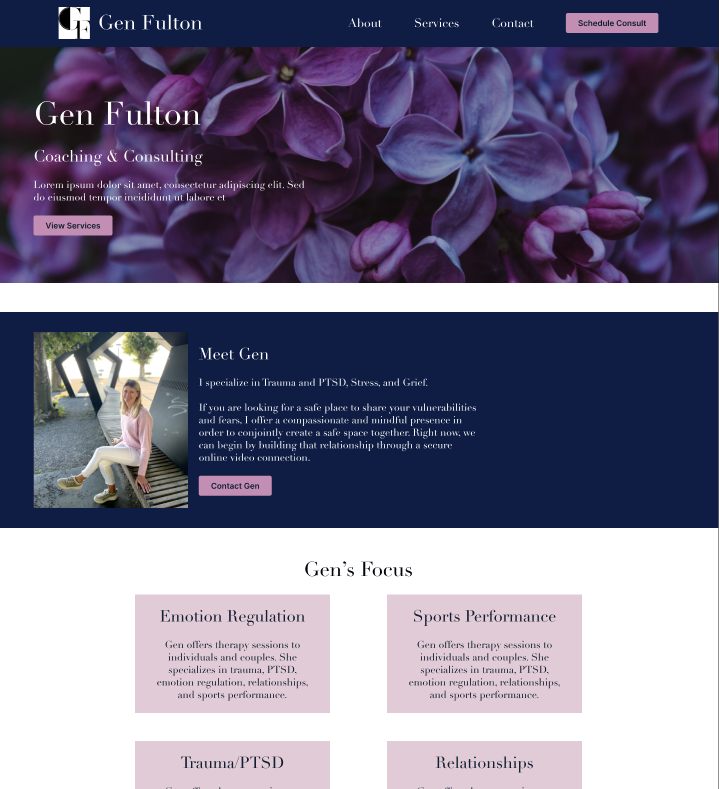 GF Gen Fulton
About Services Contact Schedule Consult
Gen Fulton
Coaching & Consulting
Lorem ipsum dolor sit amet, consectetur adipiscing elit. Sed
do eiusmod tempor incididunt ut labore et
View Services
Meet Gen
I specialize in Trauma and PTSD, Stress, and Grief.
If you are looking for a safe place to share your vulnerabilities
and fears, I offer a compassionate and mindful presence in
order to conjointly create a safe space together. Right now, we
can begin by building that relationship through a secure
online video connection.
Contact Gen
Gen's Focus
Emotion Regulation
Gen offers therapy sessions to
individuals and couples. She
specializes in trauma, PTSD,
emotion regulation, relationships,
and sports performance.
Sports Performance
Gen offers therapy sessions to
individuals and couples. She
specializes in trauma, PTSD,
emotion regulation, relationships,
and sports performance.
Trauma/PTSD
Relationships